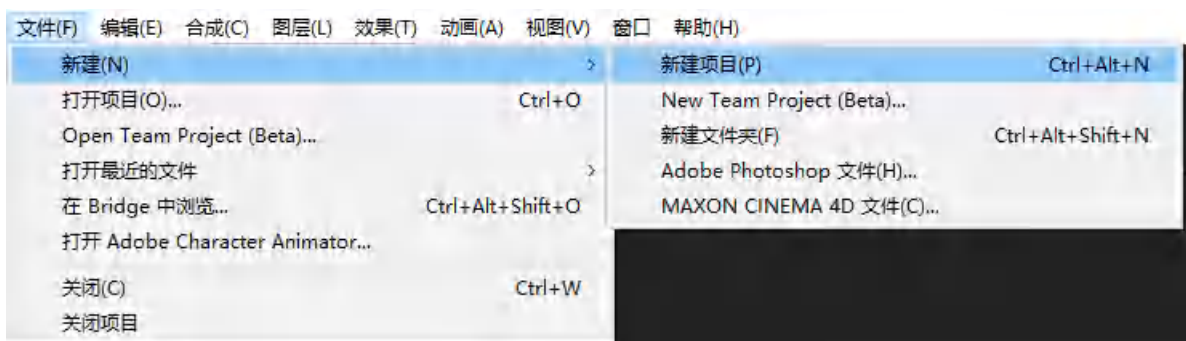 文件(F) 编辑(E) 合成(C) 图层(L) 效果(T) 动画(A) 视图(V) 窗口 帮助(H)
新建(N) >
打开项目(O)... Ctrl+O
Open Team Project (Beta)...
打开最近的文件 >
在 Bridge 中浏览... Ctrl+Alt+Shift+O
打开 Adobe Character Animator...
关闭(C) Ctrl+W
关闭项目
新建项目(P) Ctrl+Alt+N
New Team Project (Beta)...
新建文件夹(F) Ctrl+Alt+Shift+N
Adobe Photoshop 文件(H)...
MAXON CINEMA 4D 文件(C)...